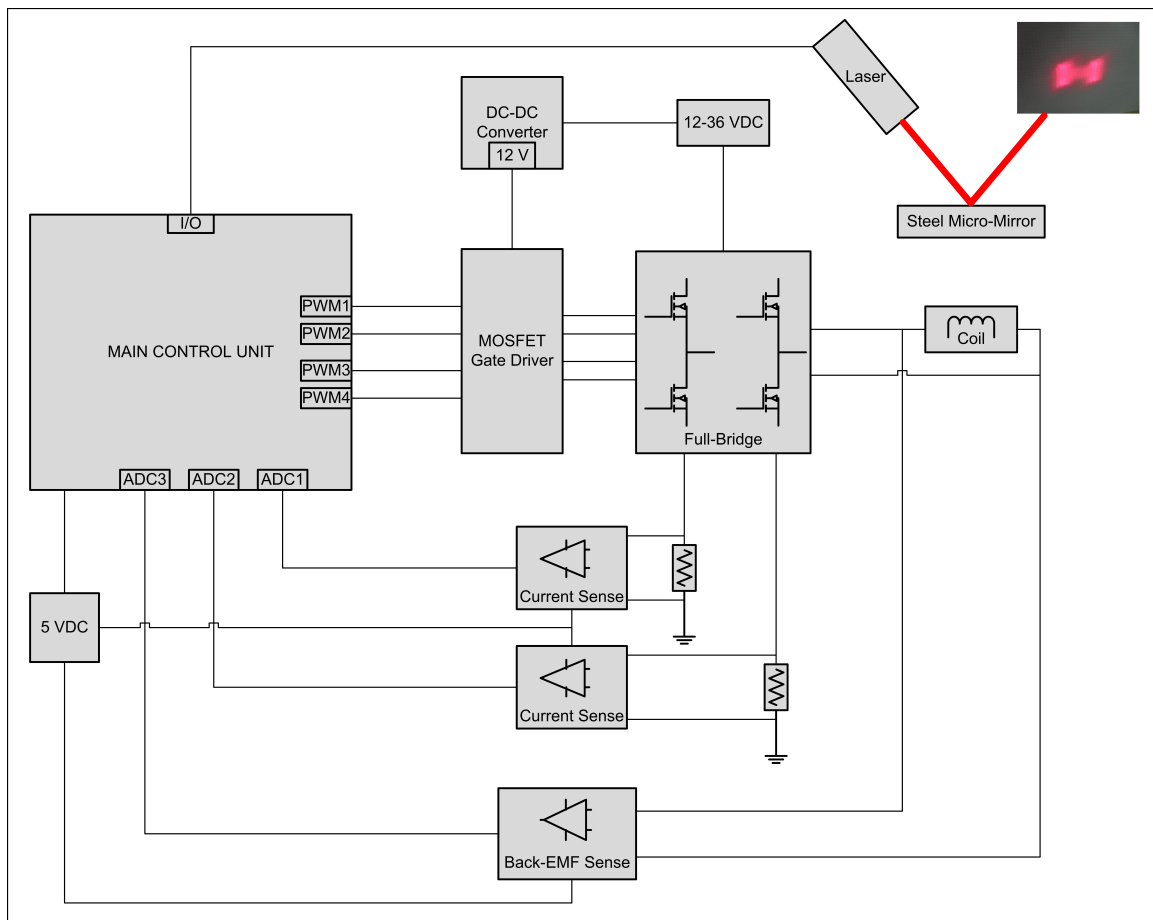 Laser
DC-DC
Converter
12 V
12-36 VDC
Steel Micro-Mirror
I/O
MAIN CONTROL UNIT
PWM1
PWM2
PWM3
PWM4
MOSFET
Gate Driver
Full-Bridge
Coil
ADC3
ADC2
ADC1
Current Sense
5 VDC
Current Sense
Back-EMF Sense